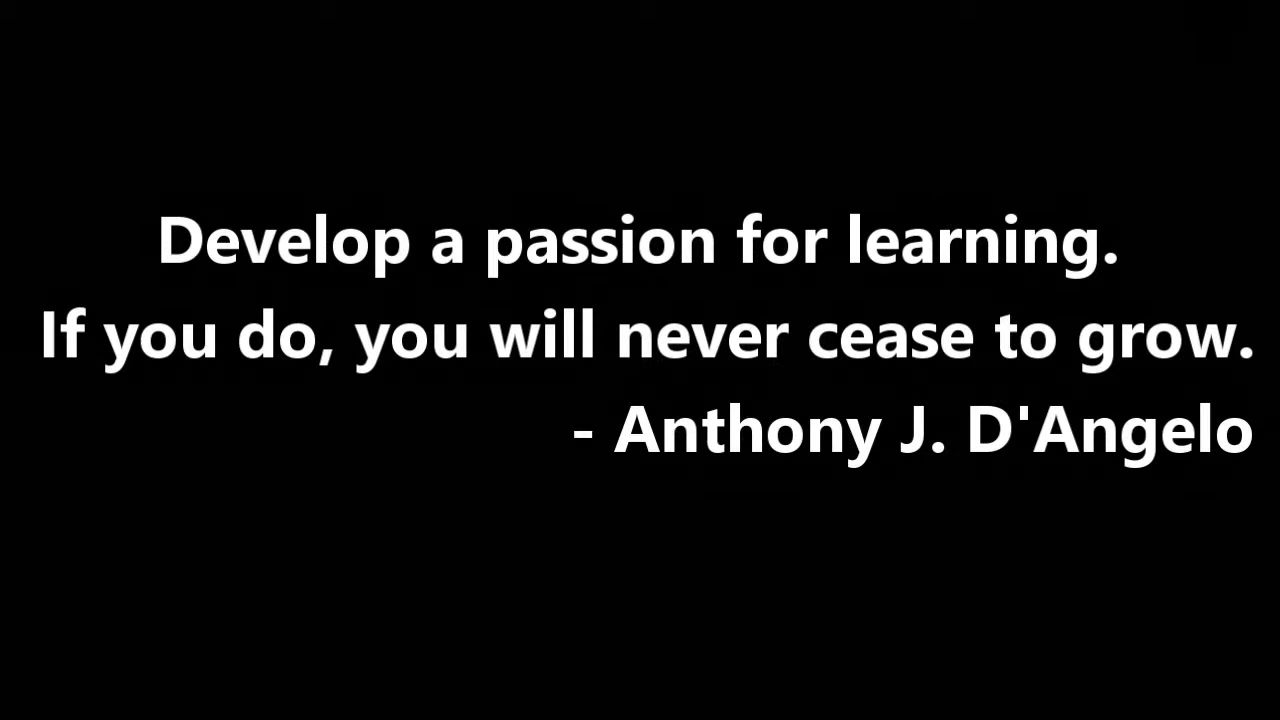 Develop a passion for learning.
If you do, you will never cease to grow.
- Anthony J. D'Angelo